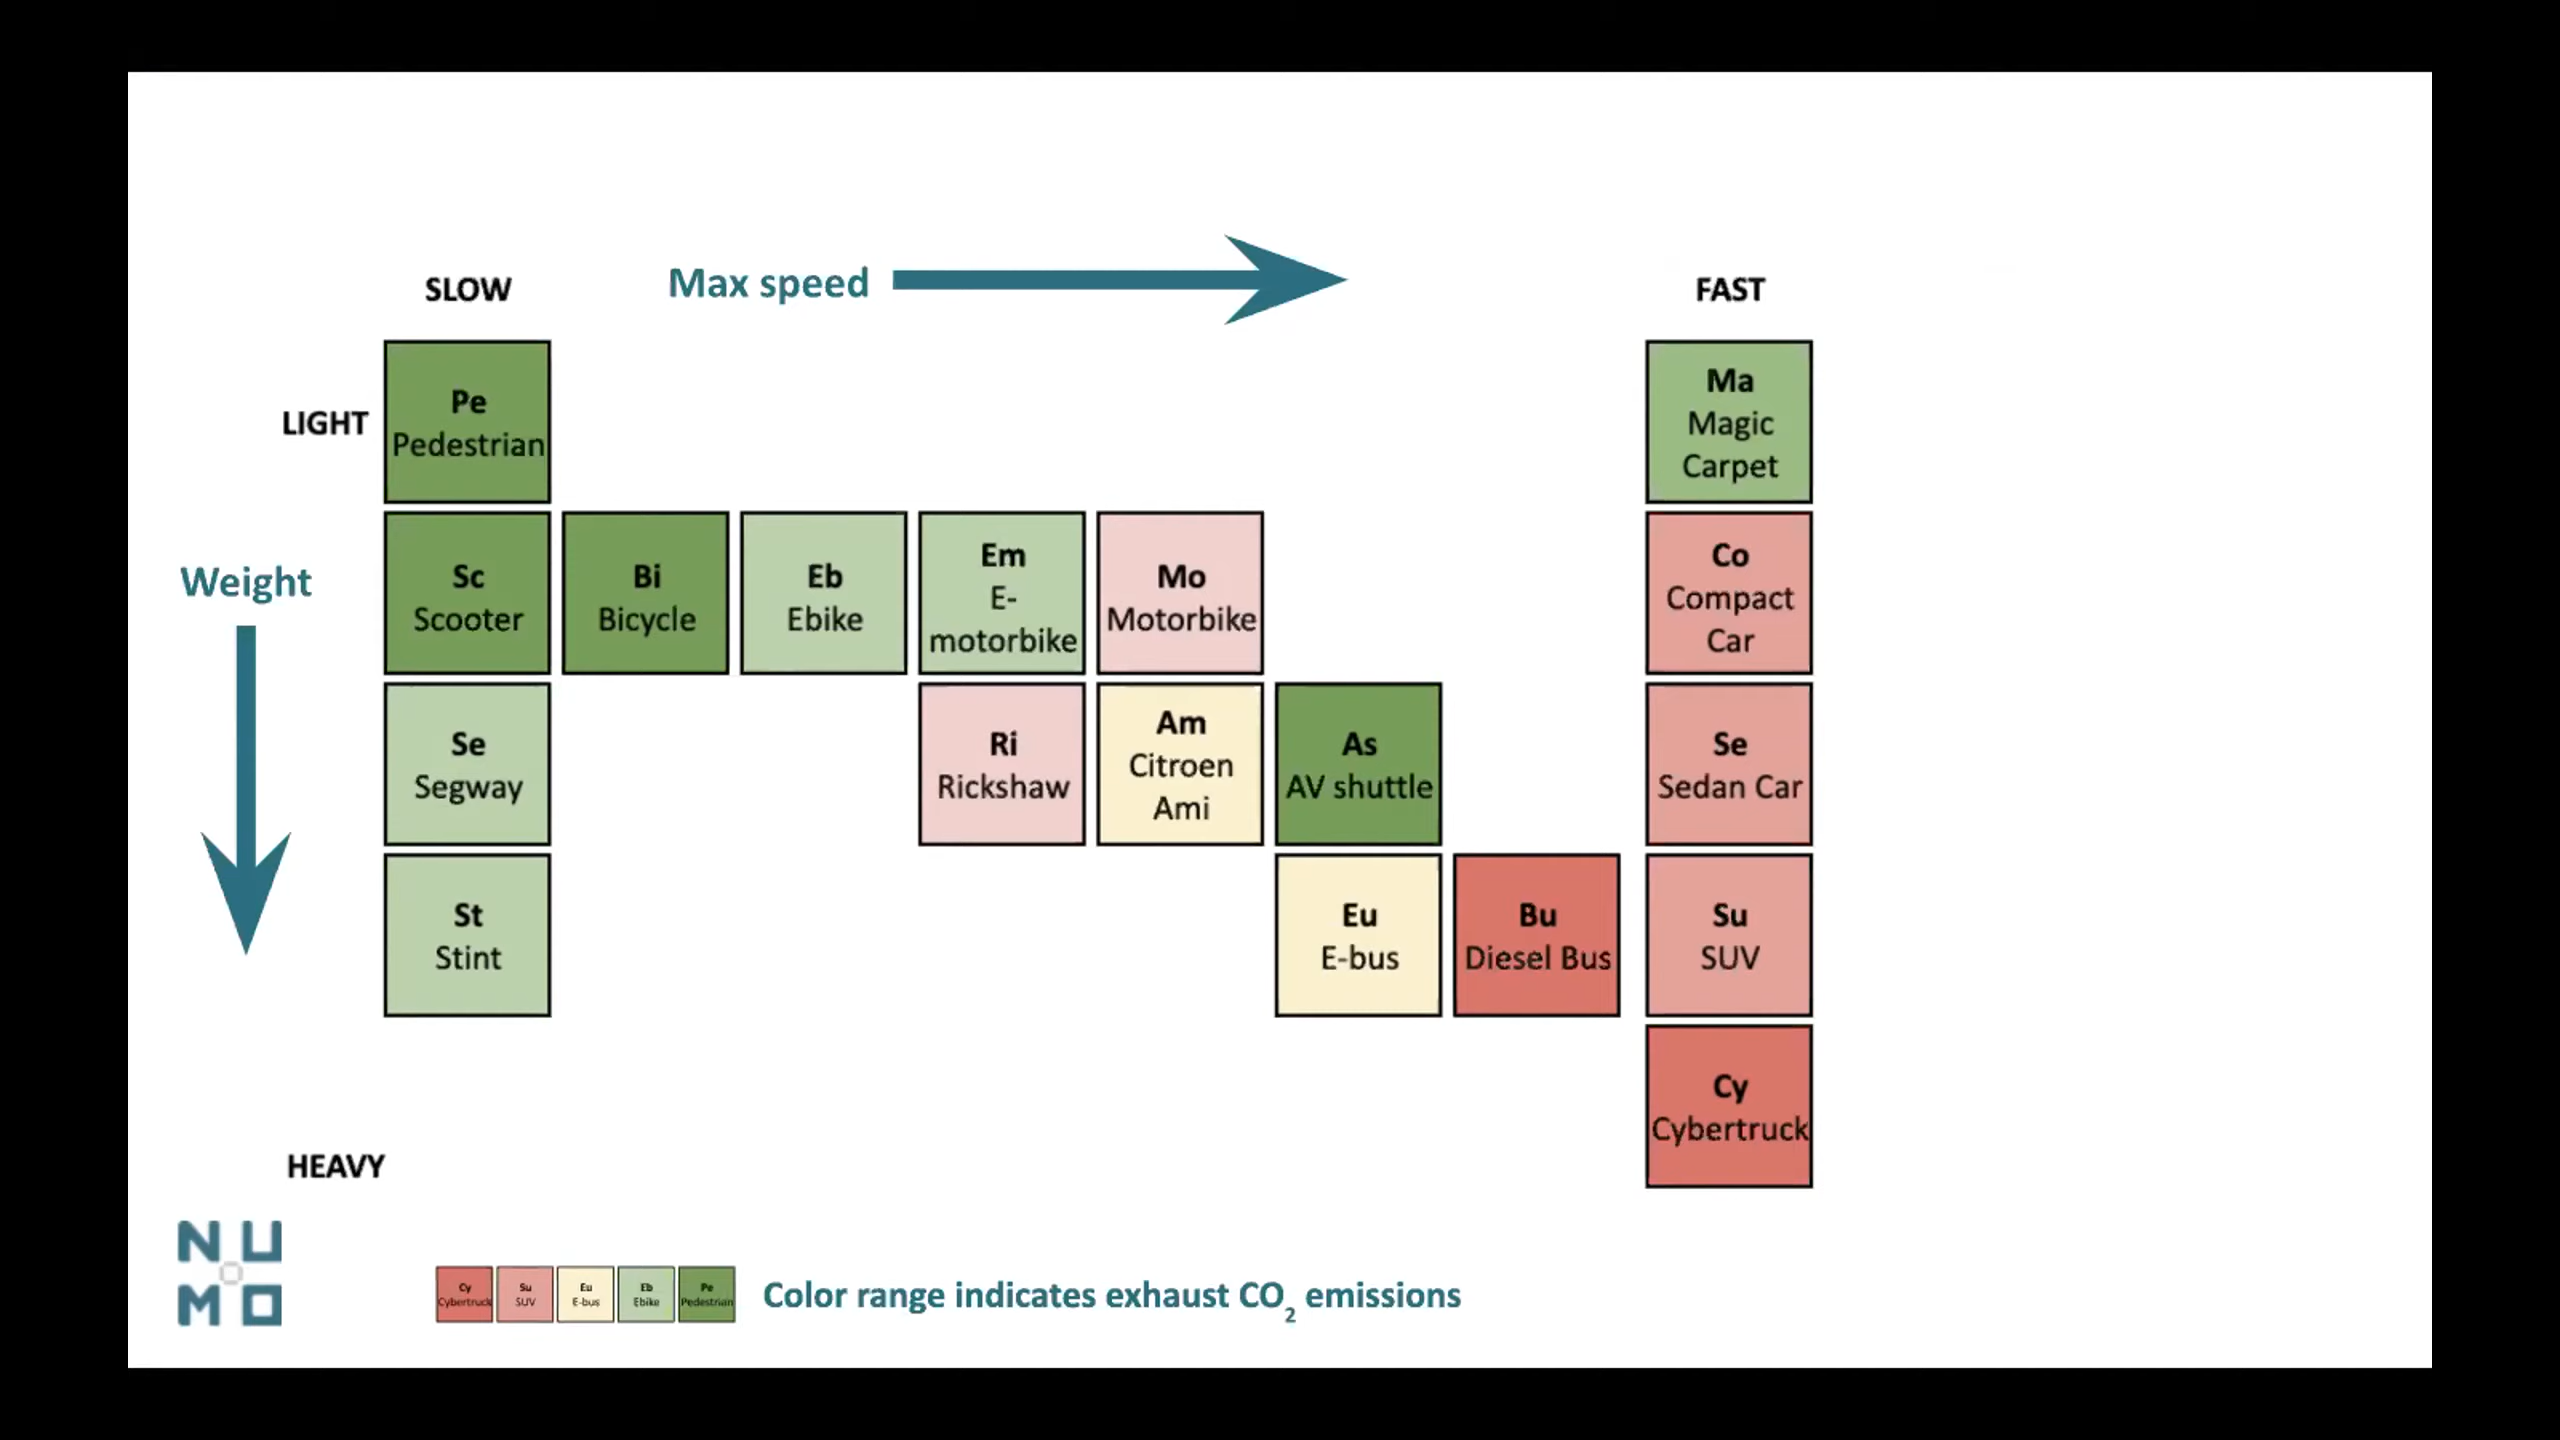 SLOW
Max speed
FAST
LIGHT
Pe
Pedestrian
Ma
Magic
Carpet
Weight
Sc
Scooter
Bi
Bicycle
Eb
Ebike
Em
E-
motorbike
Mo
Motorbike
Co
Compact
Car
Se
Segway
Ri
Rickshaw
Am
Citroen
Ami
As
AV shuttle
Se
Sedan Car
St
Stint
Eu
E-bus
Bu
Diesel Bus
Su
SUV
Cy
Cybertruck
HEAVY
NU
MO
Cy
Cybertruck
Su
SUV
Eu
E-bus
Eb
Ebike
Pe
Pedestrian
Color range indicates exhaust CO2 emissions